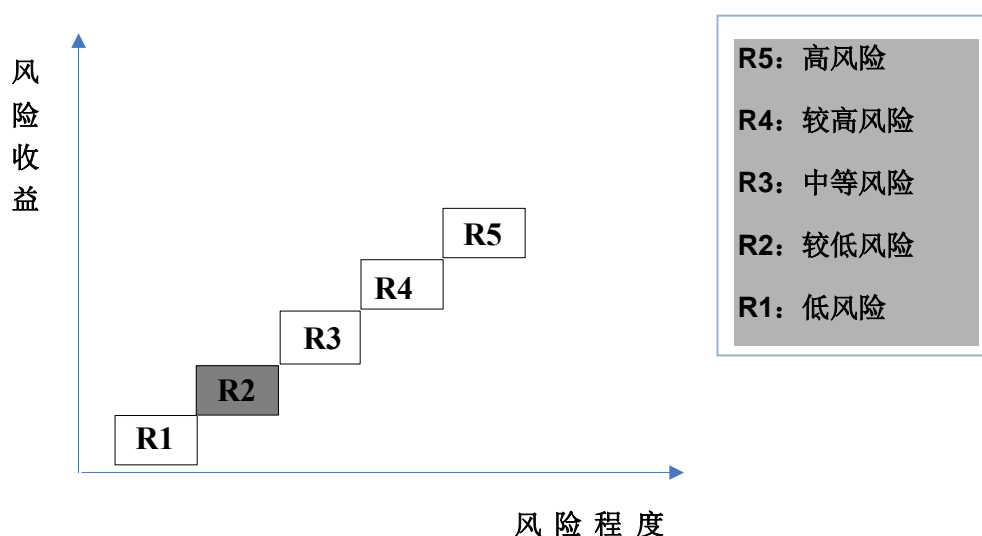 风
险
收
益
R5
R4
R3
R2
R1
风 险 程 度
R5：高风险
R4：较高风险
R3：中等风险
R2：较低风险
R1：低风险